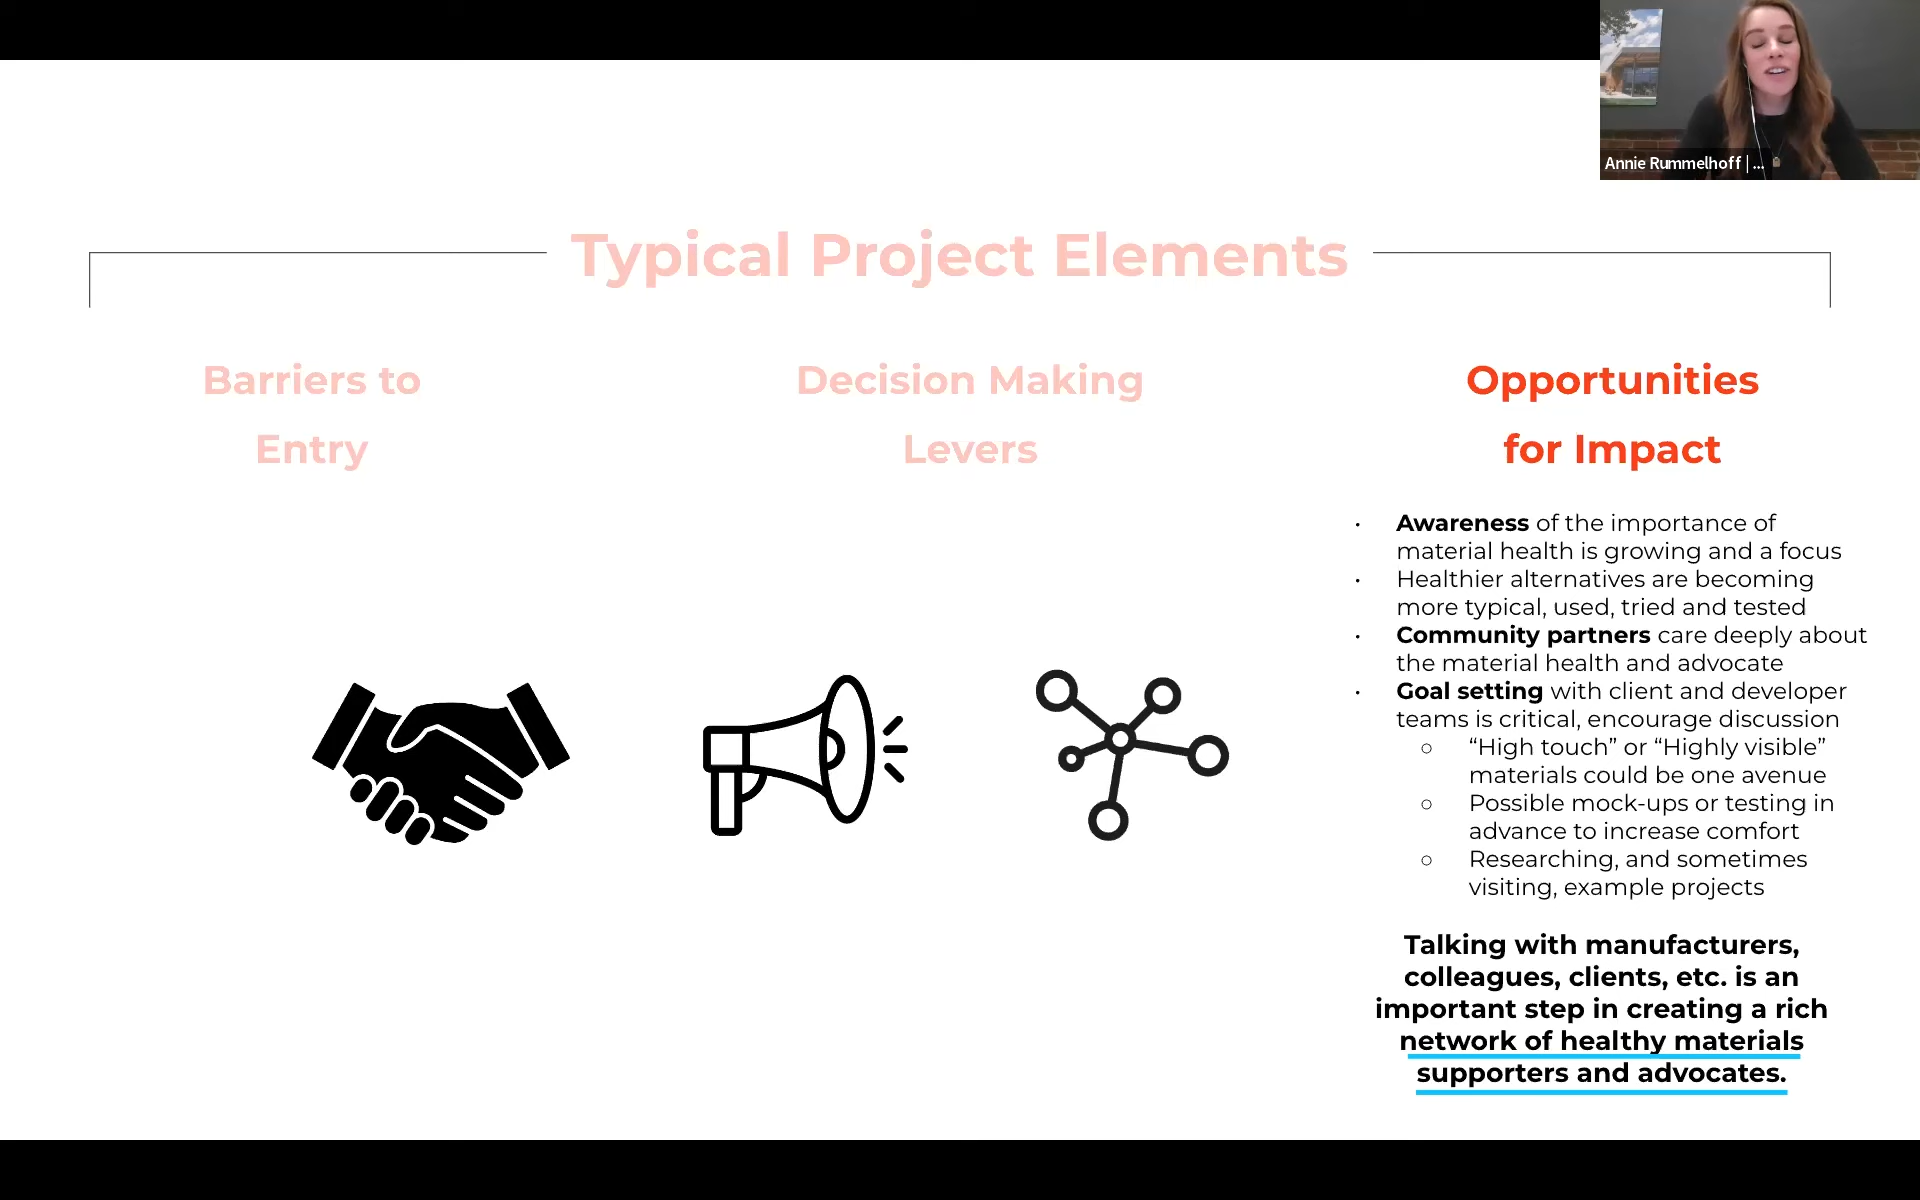 Annie Rummelhoff | ...
Typical Project Elements
Barriers to
Entry
Decision Making
Levers
Opportunities
for Impact
• Awareness of the importance of
material health is growing and a focus
• Healthier alternatives are becoming
more typical, used, tried and tested
• Community partners care deeply about
the material health and advocate
• Goal setting with client and developer
teams is critical, encourage discussion
○ “High touch” or “Highly visible”
materials could be one avenue
○ Possible mock-ups or testing in
advance to increase comfort
○ Researching, and sometimes
visiting, example projects
Talking with manufacturers,
colleagues, clients, etc. is an
important step in creating a rich
network of healthy materials
supporters and advocates.